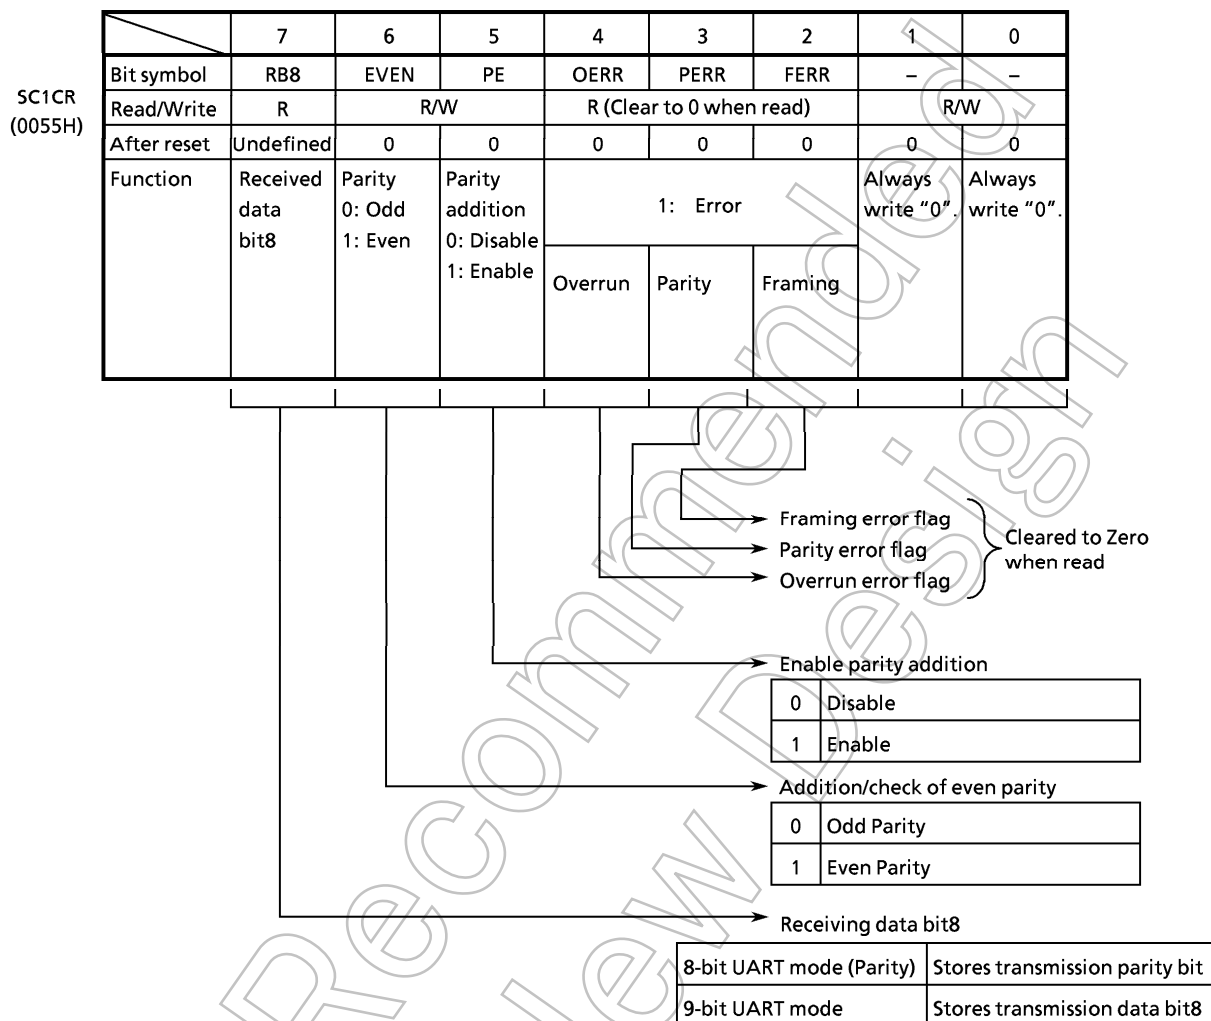 7 6 5 4 3 2 1 0
Bit symbol RB8 EVEN PE OERR PERR FERR – –
SC1CR
(0055H)
Read/Write R R/W R (Clear to 0 when read) R/W
After reset Undefined 0 0 0 0 0 0 0
Function
Received
data
bit8
Parity
0: Odd
1: Even
Parity
addition
0: Disable
1: Enable
1: Error
Overrun
Parity
Framing
Always
write “0”.
Always
write “0”.
Framing error flag
Parity error flag
Overrun error flag
Cleared to Zero
when read
Enable parity addition
0 Disable
1 Enable
Addition/check of even parity
0 Odd Parity
1 Even Parity
Receiving data bit8
8-bit UART mode (Parity) Stores transmission parity bit
9-bit UART mode Stores transmission data bit8
Recommended
New Design